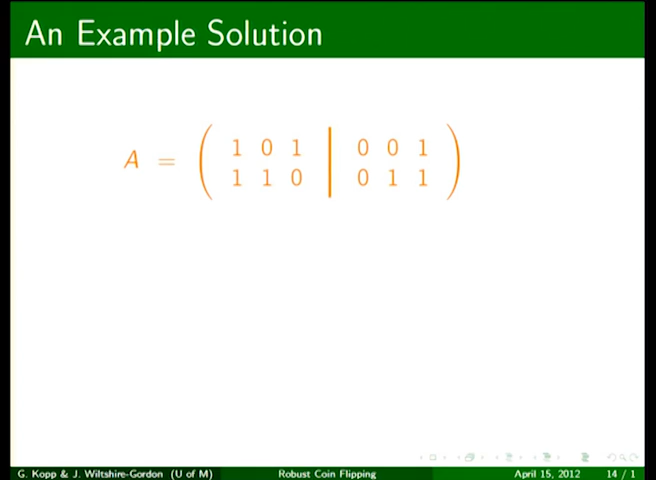 An Example Solution
A = ( 1 0 1 | 0 0 1
1 1 0 | 0 1 1 )
G. Kopp & J. Wiltshire-Gordon (U of M) Robust Coin Flipping April 15, 2012 14 / 1